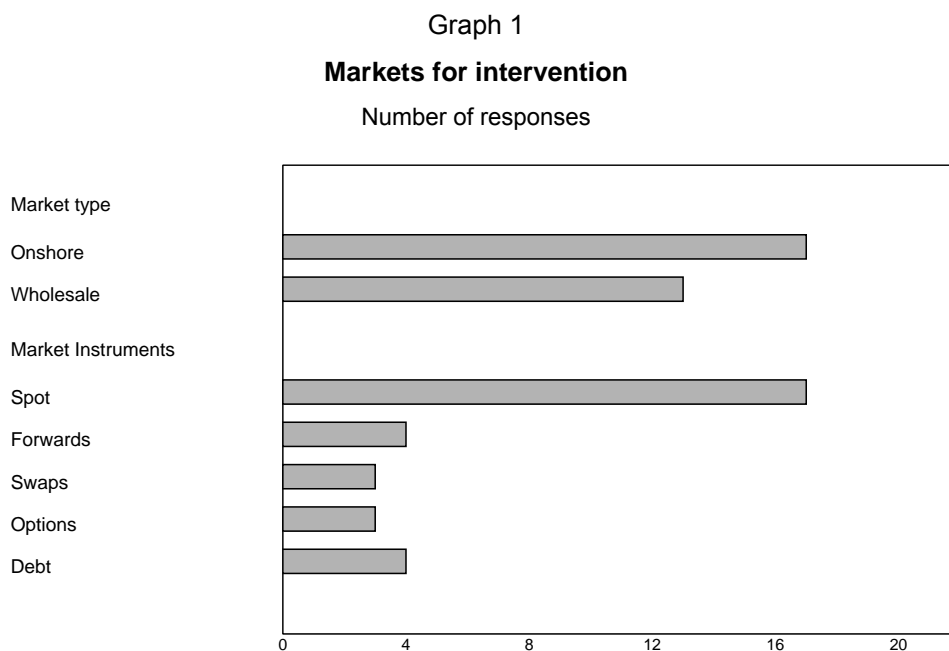 Graph 1
Markets for intervention
Number of responses
Market type
Onshore
Wholesale
Market Instruments
Spot
Forwards
Swaps
Options
Debt
0 4 8 12 16 20